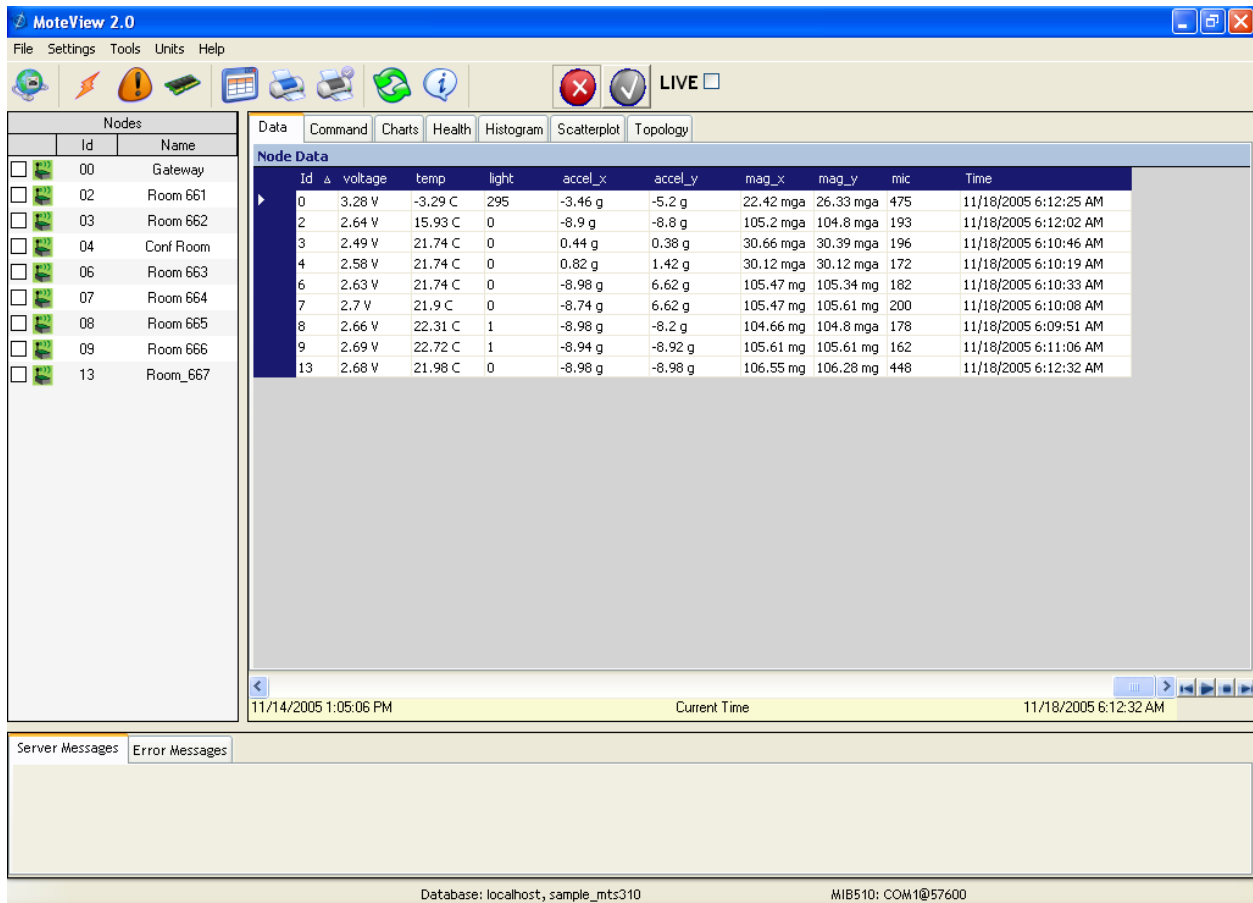 MoteView 2.0
File Settings Tools Units Help
LIVE
Nodes
Id Name
00 Gateway
02 Room 661
03 Room 662
04 Conf Room
06 Room 663
07 Room 664
08 Room 665
09 Room 666
13 Room_667
Data Command Charts Health Histogram Scatterplot Topology
Node Data
Id voltage temp light accel_x accel_y mag_x mag_y mic Time
0 3.28 V -3.29 C 295 -3.46 g -5.2 g 22.42 mga 26.33 mga 475 11/18/2005 6:12:25 AM
2 2.64 V 15.93 C 0 -8.9 g -8.8 g 105.2 mga 104.8 mga 193 11/18/2005 6:12:02 AM
3 2.49 V 21.74 C 0 0.44 g 0.38 g 30.66 mga 30.39 mga 196 11/18/2005 6:10:46 AM
4 2.58 V 21.74 C 0 0.82 g 1.42 g 30.12 mga 30.12 mga 172 11/18/2005 6:10:19 AM
6 2.63 V 21.74 C 0 -8.98 g 6.62 g 105.47 mg 105.34 mg 182 11/18/2005 6:10:33 AM
7 2.7 V 21.9 C 0 -8.74 g 6.62 g 105.47 mg 105.61 mg 200 11/18/2005 6:10:08 AM
8 2.66 V 22.31 C 1 -8.98 g -8.2 g 104.66 mg 104.8 mga 178 11/18/2005 6:09:51 AM
9 2.69 V 22.72 C 1 -8.94 g -8.92 g 105.61 mg 105.61 mg 162 11/18/2005 6:11:06 AM
13 2.68 V 21.98 C 0 -8.98 g -8.98 g 106.55 mg 106.28 mg 448 11/18/2005 6:12:32 AM
11/14/2005 1:05:06 PM Current Time 11/18/2005 6:12:32 AM
Server Messages Error Messages
Database: localhost, sample_mts310 MIB510: COM1@57600